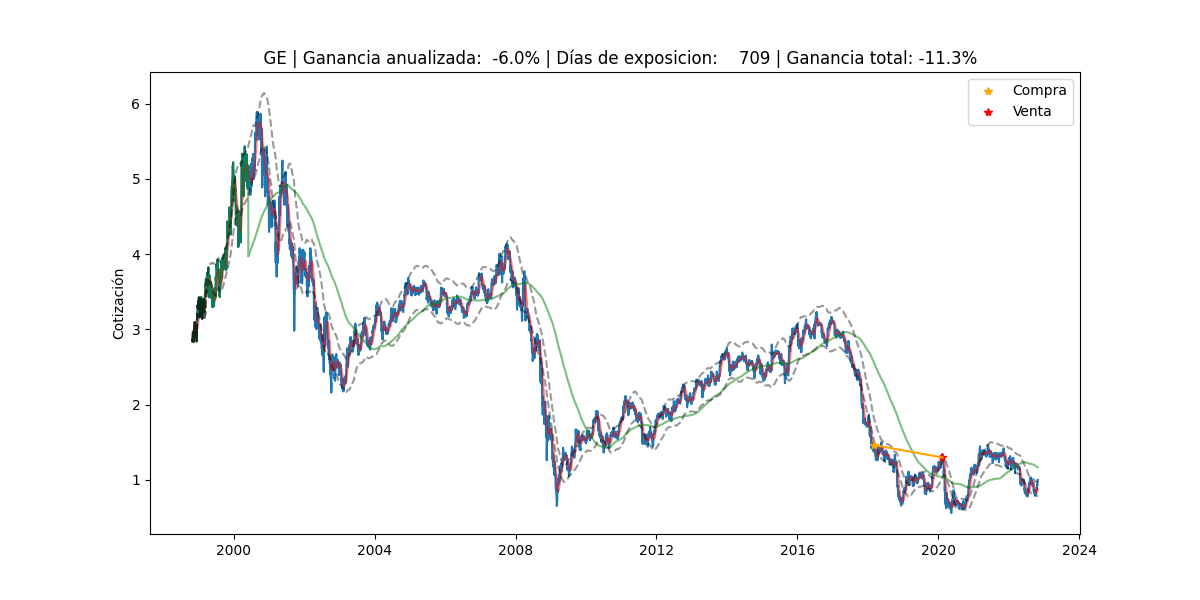 GE | Ganancia anualizada:  -6.0% | Días de exposicion:    709 | Ganancia total: -11.3%
Compra
Venta
Cotización
6
5
4
3
2
1
2000 2004 2008 2012 2016 2020 2024